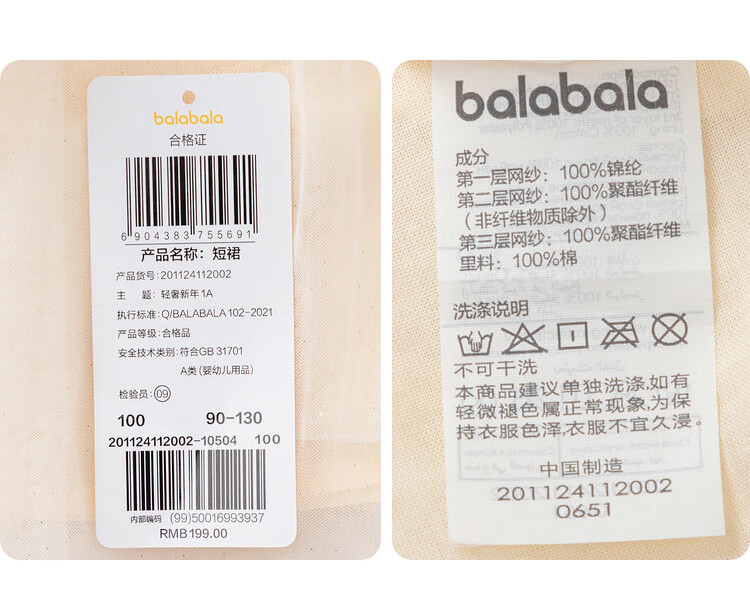 balabala
合格证
6 904383 755691
产品名称：短裙
产品货号：201124112002
主 题：轻奢新年1A
执行标准：Q/BALABALA 102-2021
产品等级：合格品
安全技术类别：符合GB 31701
A类 (婴幼儿用品)
检验员：09
100 90-130
201124112002-10504 100
内部编码 (99)50016993937
RMB199.00
balabala
成分
第一层网纱：100%锦纶
第二层网纱：100%聚酯纤维
（非纤维物质除外）
第三层网纱：100%聚酯纤维
里料：100%棉
洗涤说明
不可干洗
本商品建议单独洗涤,如有
轻微褪色属正常现象,为保
持衣服色泽,衣服不宜久浸。
中国制造
201124112002
0651